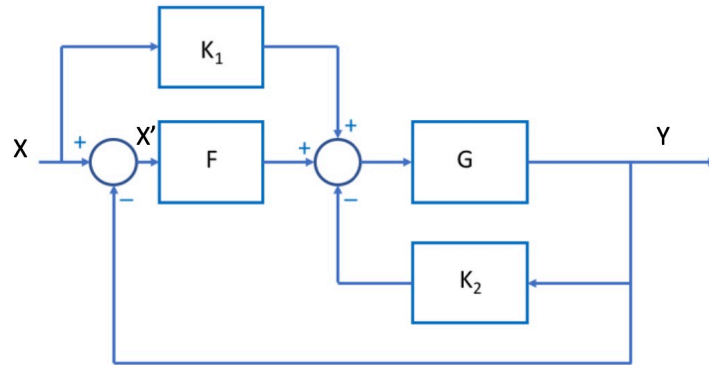 K₁
+
+
X
+
X’
F
+
G
Y
−
−
K₂